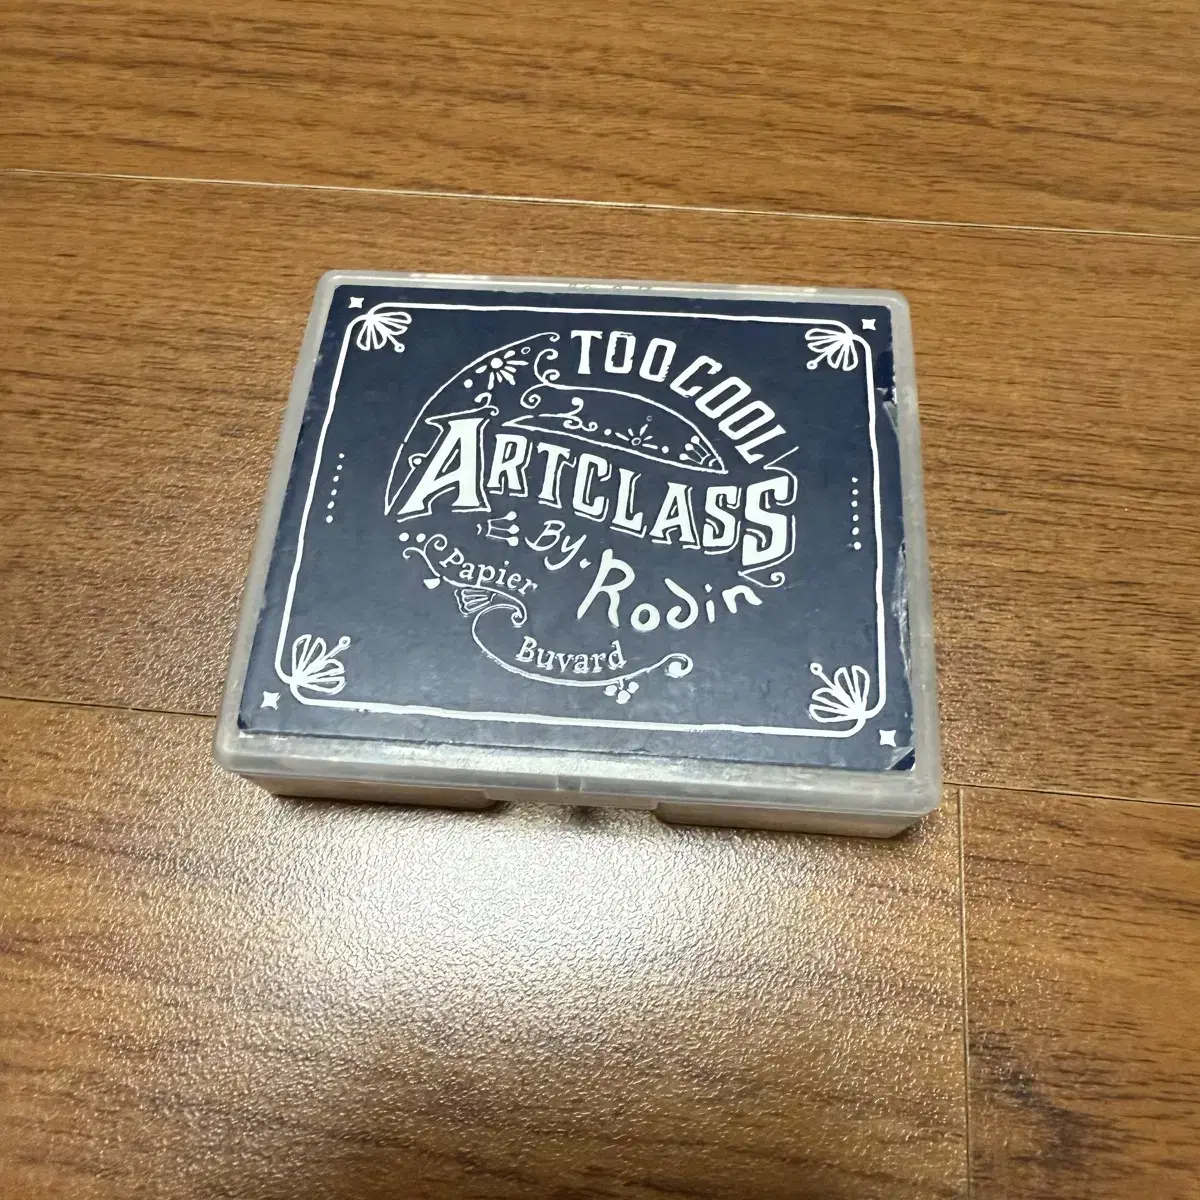 TOO COOL
ARTCLASS
By. Rodin
Papier
Buvard